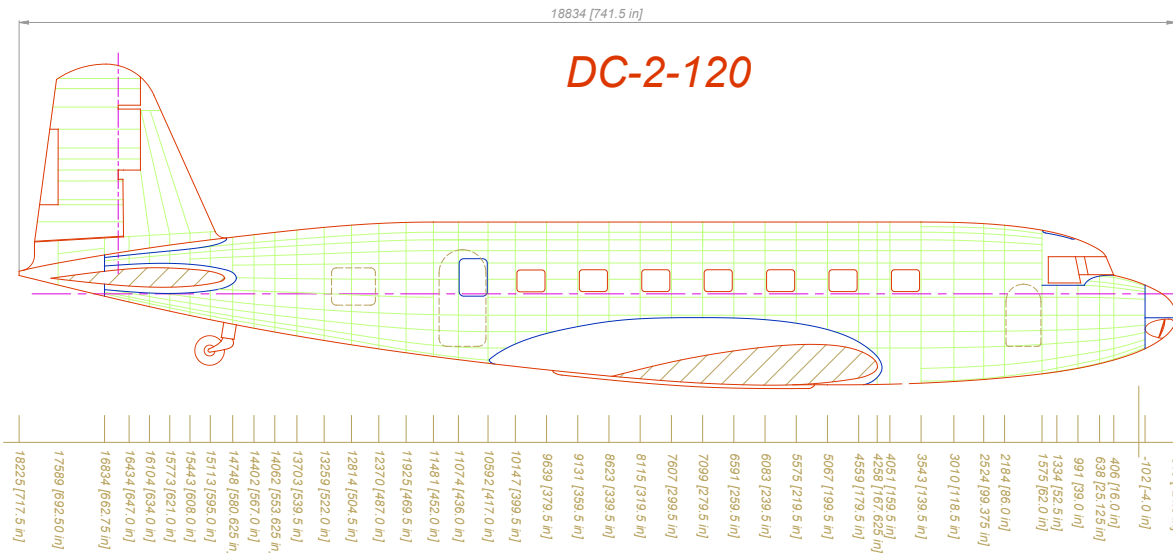 18834 [741.5 in]
DC-2-120
18225 [717.5 in]
17589 [692.50 in]
16834 [662.75 in]
16434 [647.0 in]
16104 [634.0 in]
15773 [621.0 in]
15443 [608.0 in]
15113 [595.0 in]
14748 [580.625 in]
14402 [567.0 in]
14062 [553.625 in]
13703 [539.5 in]
13259 [522.0 in]
12814 [504.5 in]
12370 [487.0 in]
11925 [469.5 in]
11481 [452.0 in]
11074 [436.0 in]
10592 [417.0 in]
10147 [399.5 in]
9639 [379.5 in]
9131 [359.5 in]
8623 [339.5 in]
8115 [319.5 in]
7607 [299.5 in]
7099 [279.5 in]
6591 [259.5 in]
6083 [239.5 in]
5575 [219.5 in]
5067 [199.5 in]
4559 [179.5 in]
4258 [167.625 in]
4051 [159.5 in]
3543 [139.5 in]
3010 [118.5 in]
2524 [99.375 in]
2184 [86.0 in]
1575 [62.0 in]
1334 [52.5 in]
991 [39.0 in]
638 [25.125 in]
406 [16.0 in]
-102 [-4.0 in]